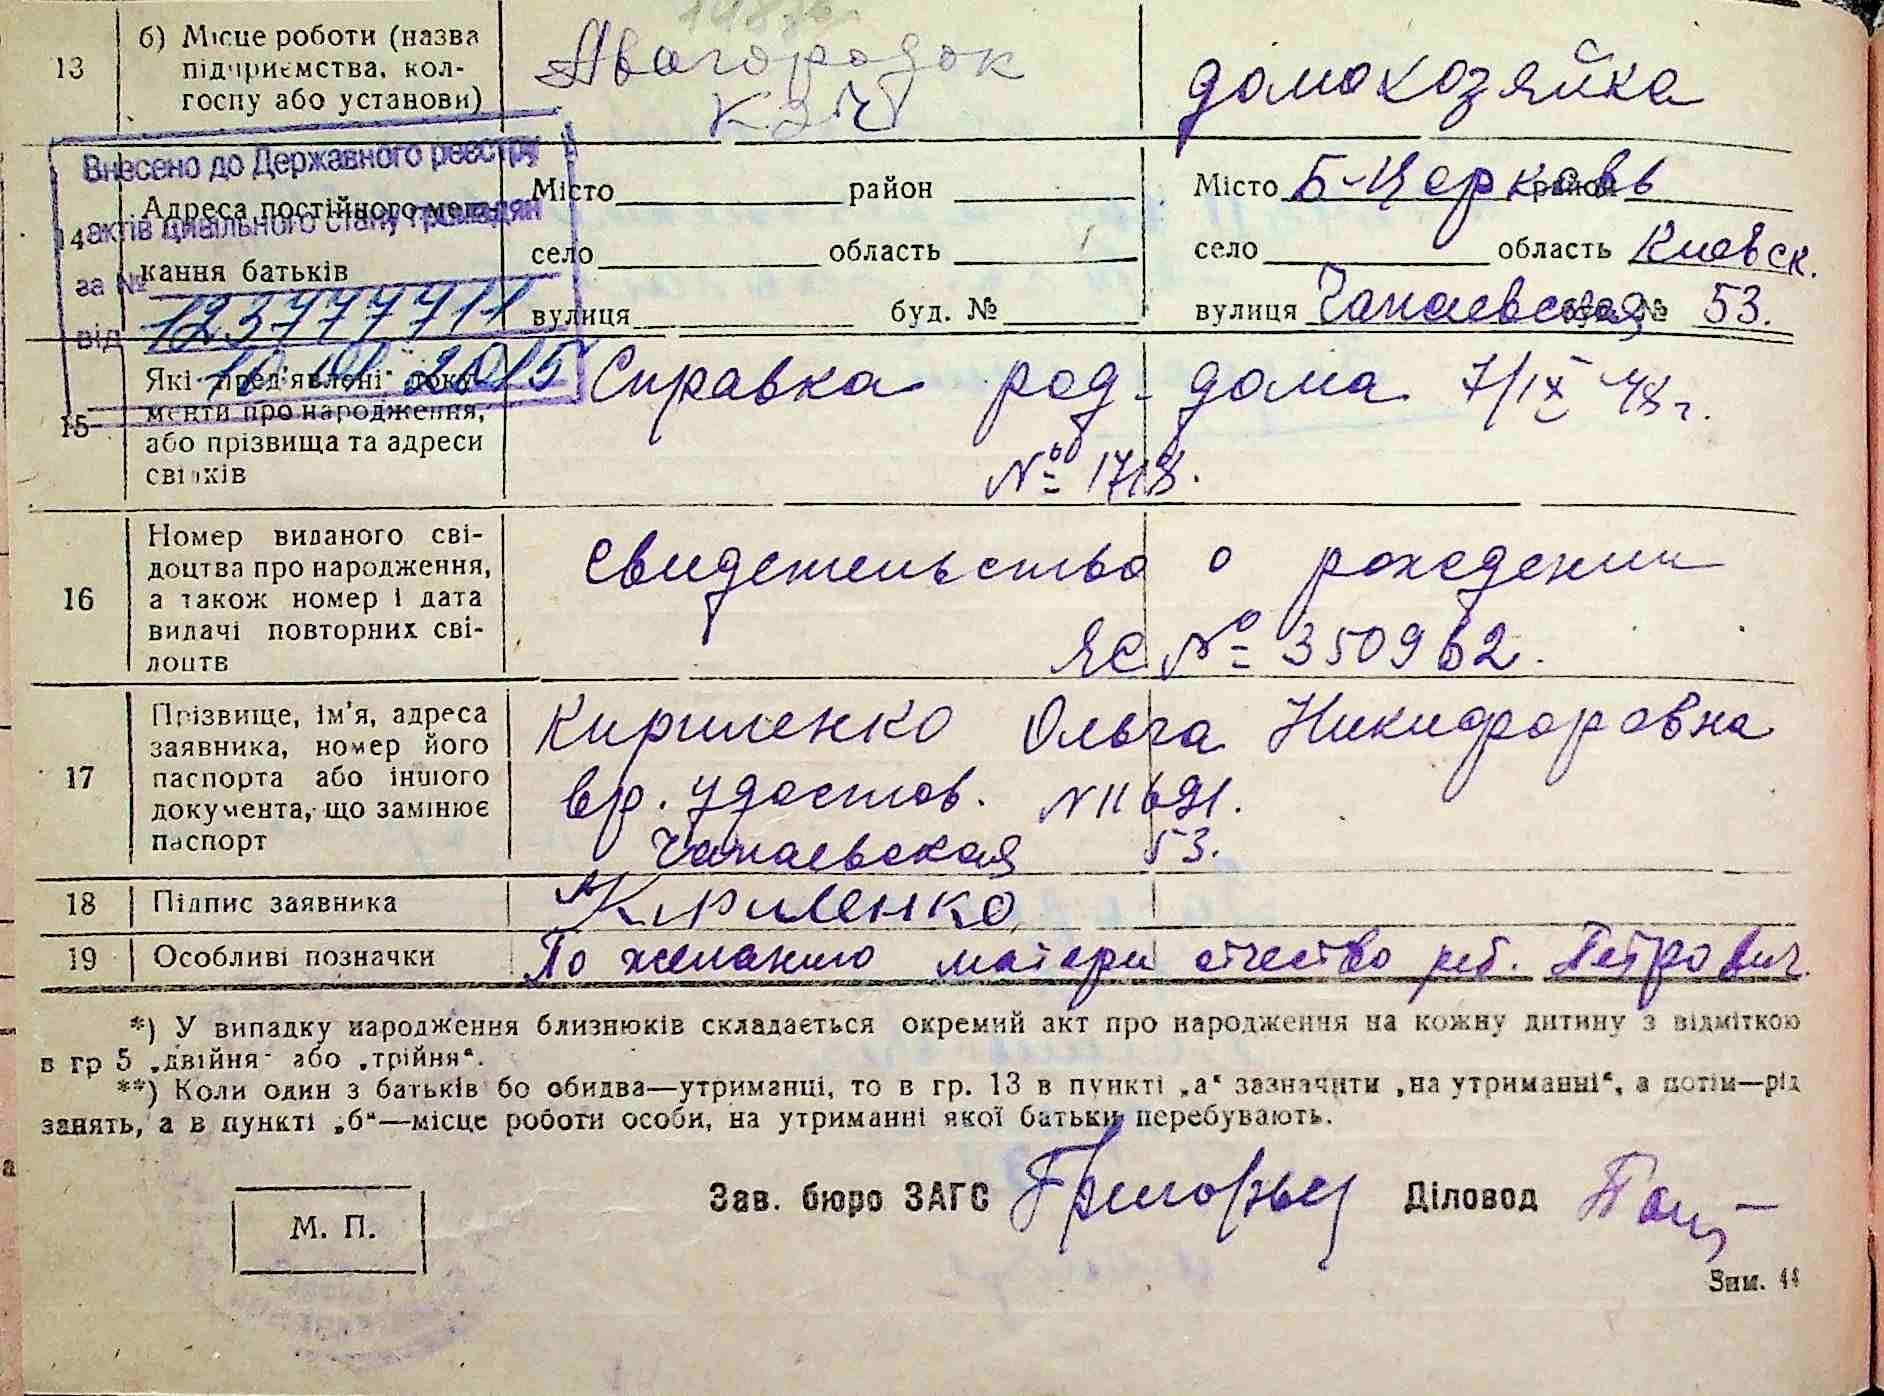 13
б) Місце роботи (назва
підприємства, кол-
госпу або установи)
Авагородок
КЭЧ
домохозяйка
Внесено до Державного реєстру
актів цивільного стану громадян
за №
12377771
від
10 2015
14
Адреса постійного меш-
кання батьків
Місто район
село область
вулиця буд. №
Місто Б-Церковь район
село область Киевск.
вулиця Чапаевская буд. № 53.
15
Які пред'явлені доку-
менти про народження,
або прізвища та адреси
свідків
Справка род-дома 7/IX 48 г.
№ 1718.
16
Номер виданого сві-
доцтва про народження,
а також номер і дата
видачі повторних сві-
доцтв
Свидетельство о рождении
ЯС № 350962.
17
Прізвище, ім'я, адреса
заявника, номер його
паспорта або іншого
документа, що замінює
паспорт
Кириленко Ольга Никифоровна
вр. удостов. N 11691.
Чапаевская 53.
18
Підпис заявника
Кириленко
19
Особливі позначки
По желанию матери отчество реб. Петрович.
*) У випадку народження близнюків складається окремий акт про народження на кожну дитину з відміткою
в гр 5 „двійня" або „трійня".
**) Коли один з батьків бо обидва—утриманці, то в гр. 13 в пункті „а" зазначити „на утриманні", а потім—рід
занять, а в пункті „б"—місце роботи особи, на утриманні якої батьки перебувають.
М. П.
Зав. бюро ЗАГС
Діловод
Зим. 44